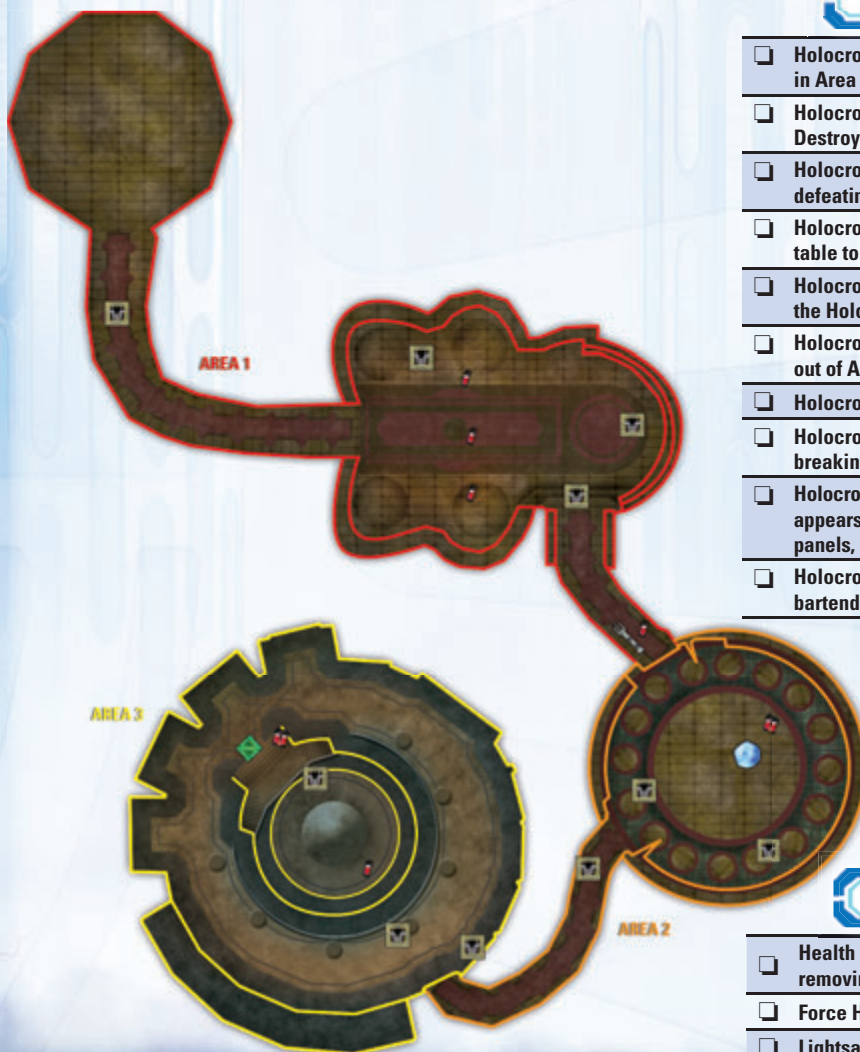 Holocro
in Area
Holocro
Destroy
Holocro
defeatin
Holocro
table to
Holocro
the Holo
Holocro
out of A
Holocro
Holocro
breakin
Holocro
appears
panels,
Holocro
bartend
AREA 1
AREA 3
AREA 2
Health
removin
Force H
Lightsa